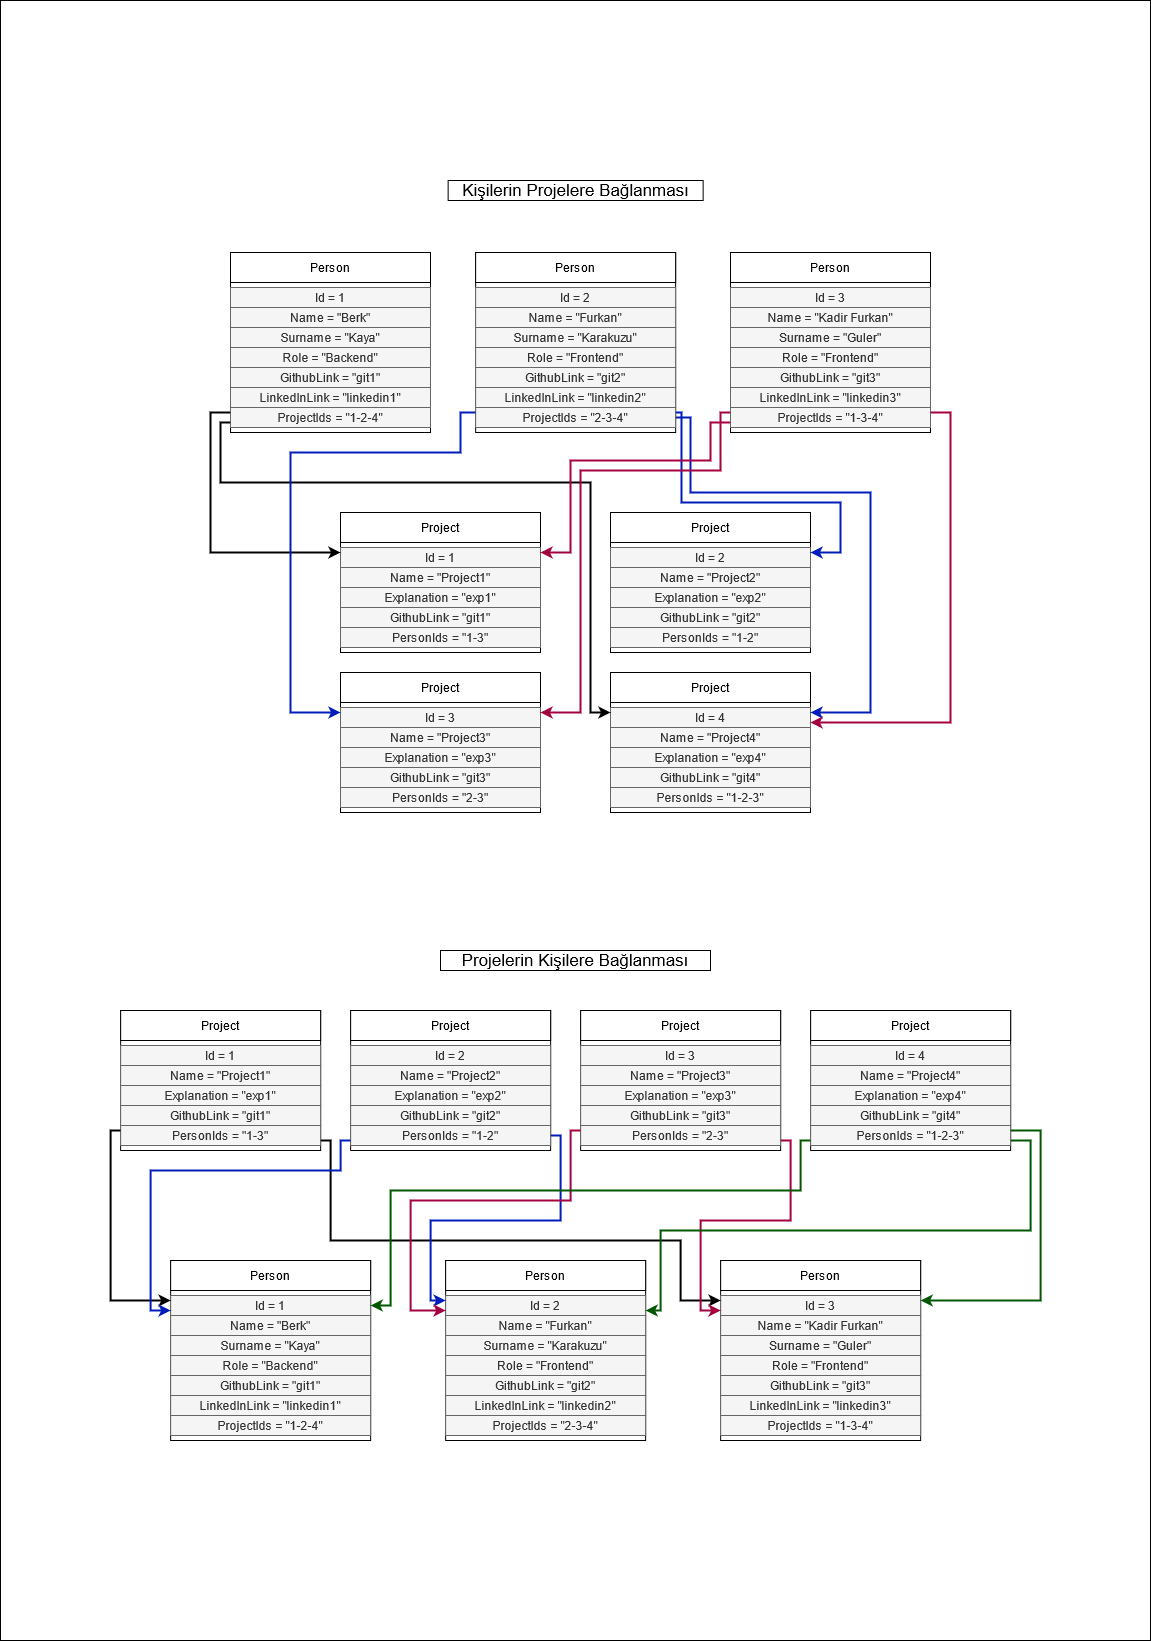 Kişilerin Projelere Bağlanması
Person
Id = 1
Name = "Berk"
Surname = "Kaya"
Role = "Backend"
GithubLink = "git1"
LinkedInLink = "linkedin1"
ProjectIds = "1-2-4"
Person
Id = 2
Name = "Furkan"
Surname = "Karakuzu"
Role = "Frontend"
GithubLink = "git2"
LinkedInLink = "linkedin2"
ProjectIds = "2-3-4"
Person
Id = 3
Name = "Kadir Furkan"
Surname = "Guler"
Role = "Frontend"
GithubLink = "git3"
LinkedInLink = "linkedin3"
ProjectIds = "1-3-4"
Project
Id = 1
Name = "Project1"
Explanation = "exp1"
GithubLink = "git1"
PersonIds = "1-3"
Project
Id = 2
Name = "Project2"
Explanation = "exp2"
GithubLink = "git2"
PersonIds = "1-2"
Project
Id = 3
Name = "Project3"
Explanation = "exp3"
GithubLink = "git3"
PersonIds = "2-3"
Project
Id = 4
Name = "Project4"
Explanation = "exp4"
GithubLink = "git4"
PersonIds = "1-2-3"
Projelerin Kişilere Bağlanması
Project
Id = 1
Name = "Project1"
Explanation = "exp1"
GithubLink = "git1"
PersonIds = "1-3"
Project
Id = 2
Name = "Project2"
Explanation = "exp2"
GithubLink = "git2"
PersonIds = "1-2"
Project
Id = 3
Name = "Project3"
Explanation = "exp3"
GithubLink = "git3"
PersonIds = "2-3"
Project
Id = 4
Name = "Project4"
Explanation = "exp4"
GithubLink = "git4"
PersonIds = "1-2-3"
Person
Id = 1
Name = "Berk"
Surname = "Kaya"
Role = "Backend"
GithubLink = "git1"
LinkedInLink = "linkedin1"
ProjectIds = "1-2-4"
Person
Id = 2
Name = "Furkan"
Surname = "Karakuzu"
Role = "Frontend"
GithubLink = "git2"
LinkedInLink = "linkedin2"
ProjectIds = "2-3-4"
Person
Id = 3
Name = "Kadir Furkan"
Surname = "Guler"
Role = "Frontend"
GithubLink = "git3"
LinkedInLink = "linkedin3"
ProjectIds = "1-3-4"